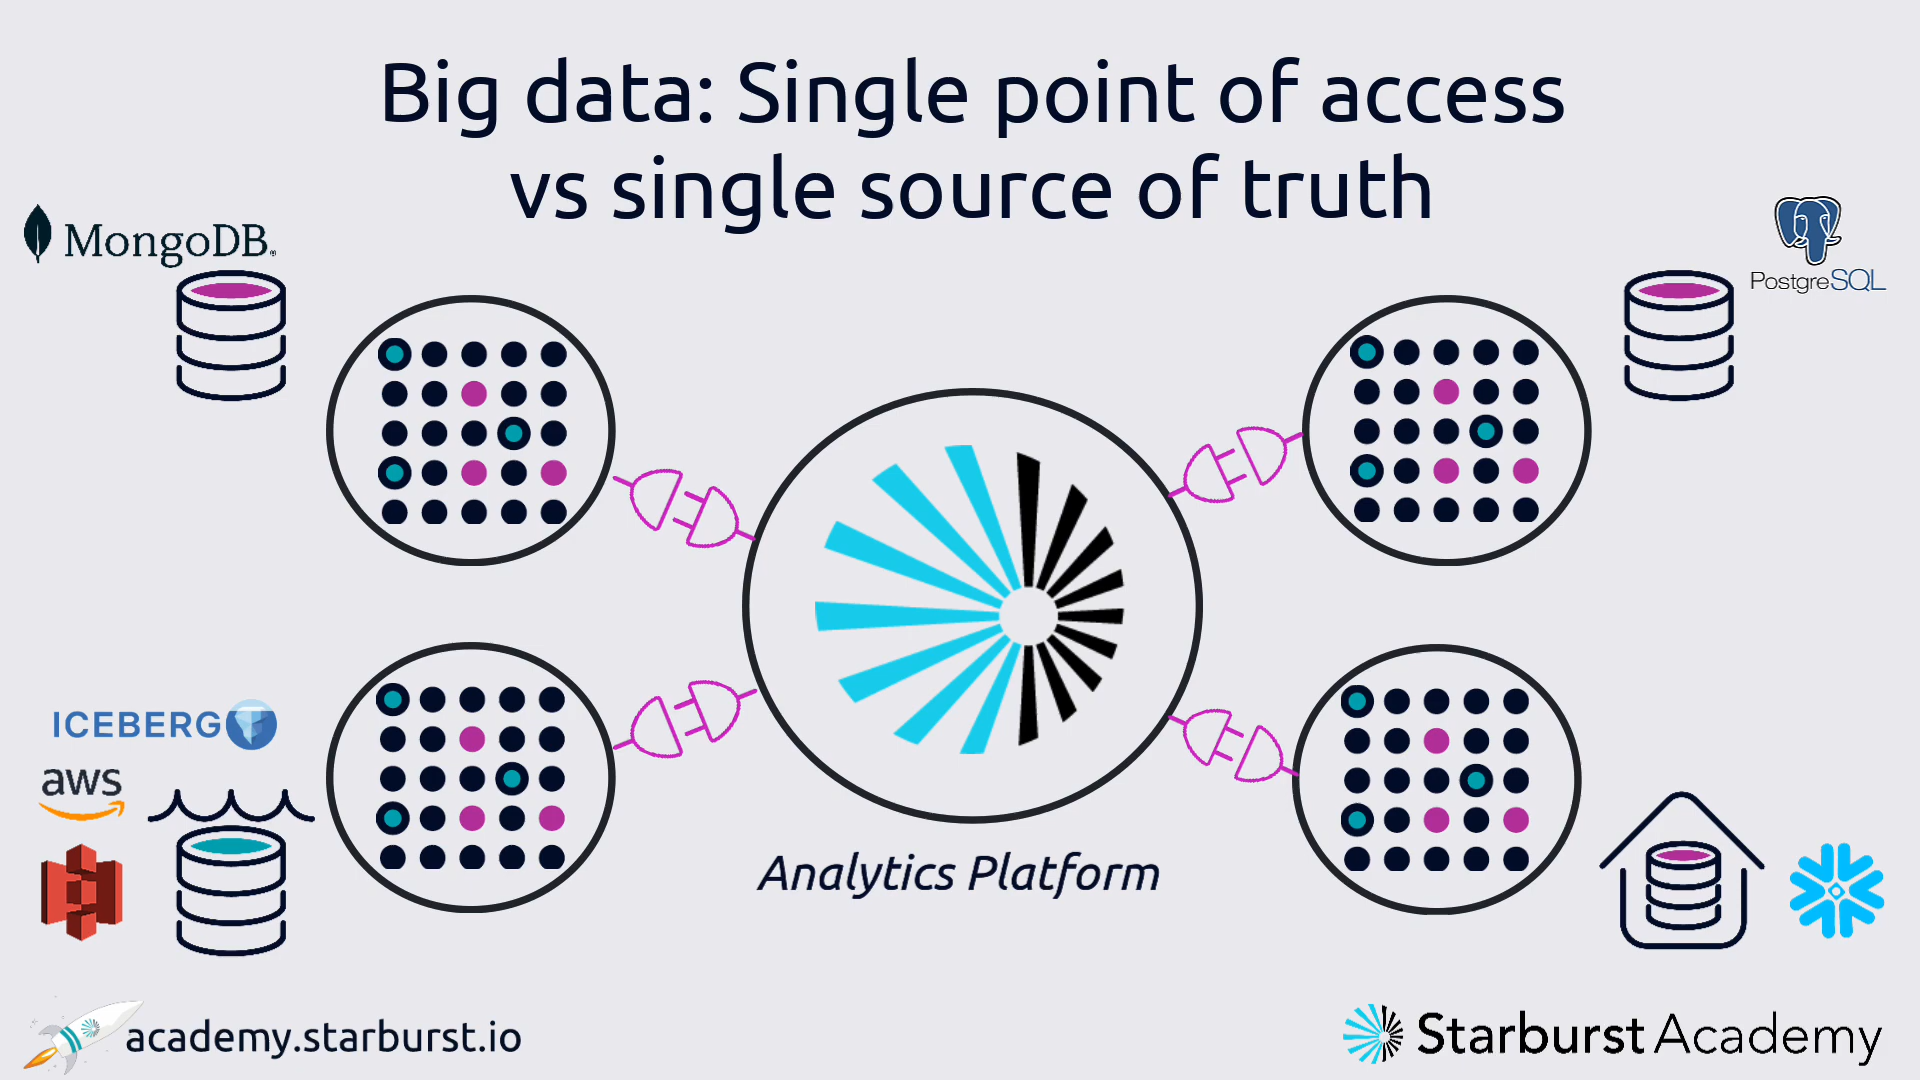 Big data: Single point of access
vs single source of truth
MongoDB®
PostgreSQL
ICEBERG
aws
Analytics Platform
academy.starburst.io
Starburst Academy